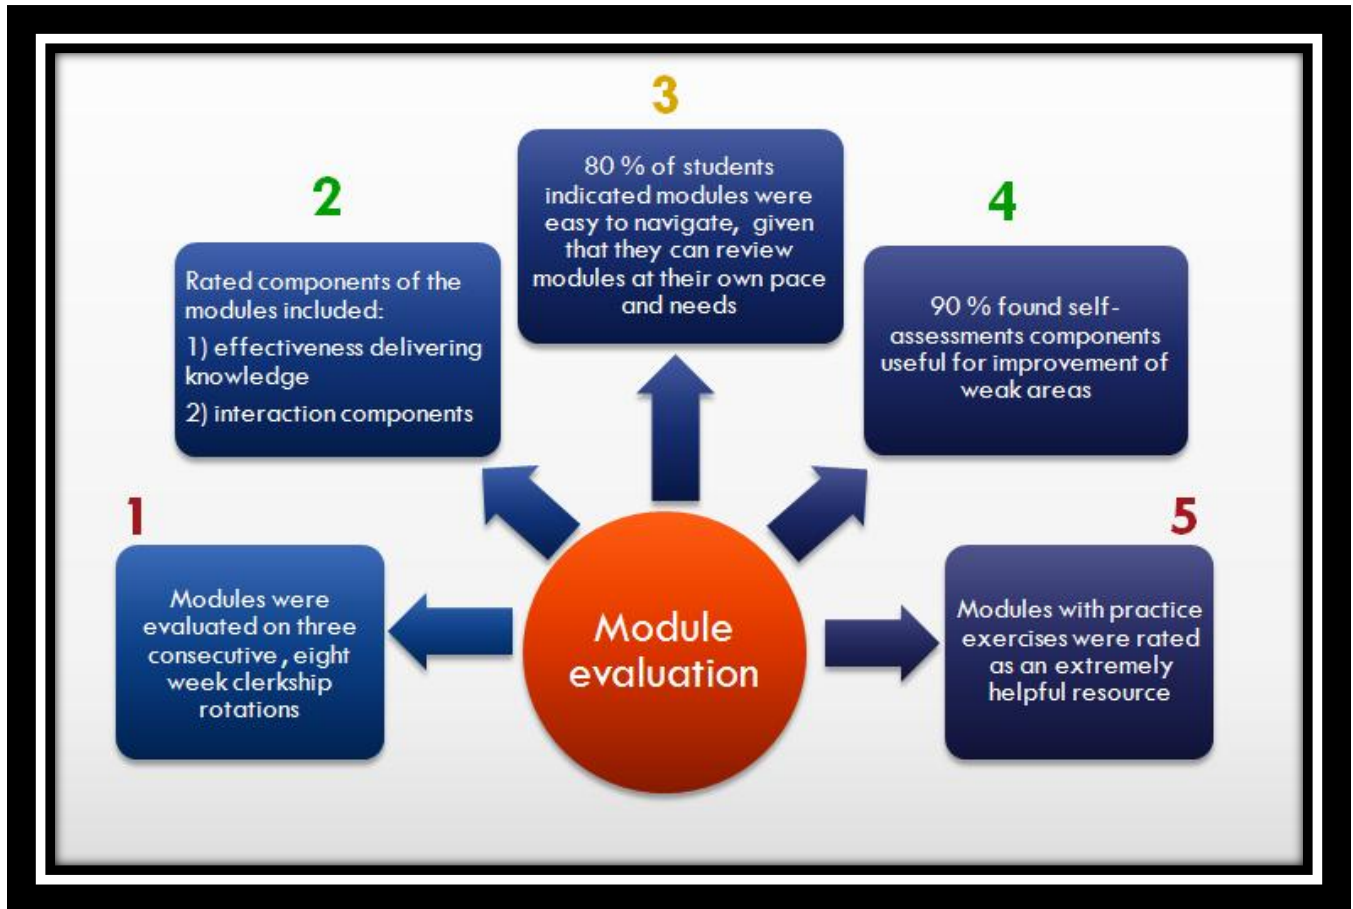 1
Modules were
evaluated on three
consecutive , eight
week clerkship
rotations
2
Rated components of the
modules included:
1) effectiveness delivering
knowledge
2) interaction components
3
80 % of students
indicated modules were
easy to navigate,  given
that they can review
modules at their own pace
and needs
4
90 % found self-
assessments components
useful for improvement of
weak areas
5
Modules with practice
exercises were rated
as an extremely
helpful resource
Module
evaluation